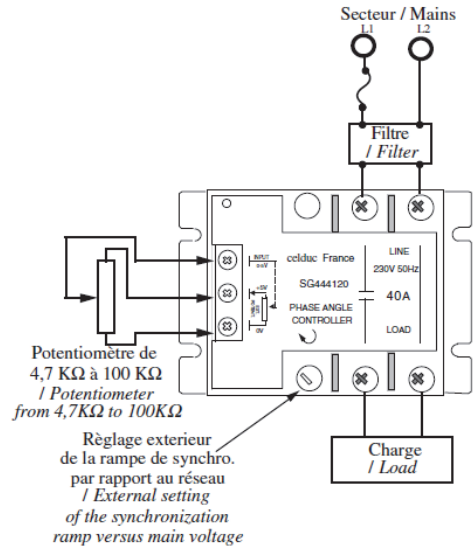 Secteur / Mains
L1
L2
Filtre
/ Filter
INPUT
celduc France
LINE
230V 50Hz
SG444120
+5V
40A
PHASE ANGLE
CONTROLLER
0V
LOAD
Potentiomètre de
4,7 KΩ à 100 KΩ
/ Potentiometer
from 4,7KΩ to 100KΩ
Règlage exterieur
de la rampe de synchro.
par rapport au réseau
/ External setting
of the synchronization
ramp versus main voltage
Charge
/ Load